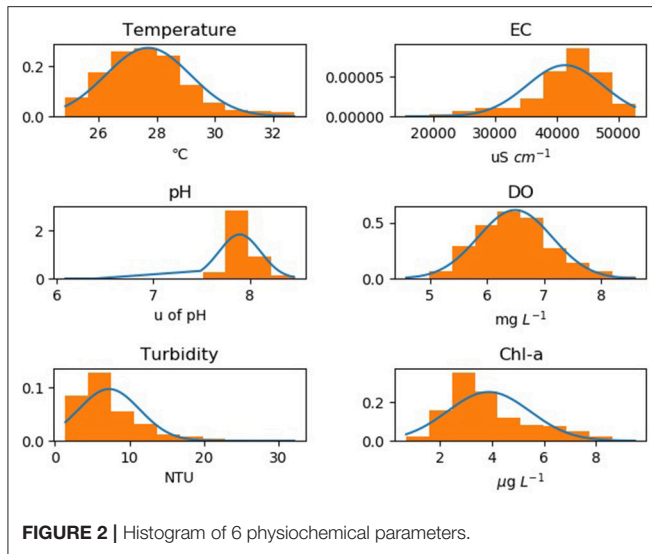 Temperature
0.2
0.0
26 28 30 32
°C
EC
0.00005
0.00000
20000 30000 40000 50000
uS cm⁻¹
pH
2
0
6 7 8
u of pH
DO
0.5
0.0
5 6 7 8
mg L⁻¹
Turbidity
0.1
0.0
0 10 20 30
NTU
Chl-a
0.2
0.0
2 4 6 8
μg L⁻¹
FIGURE 2 | Histogram of 6 physiochemical parameters.